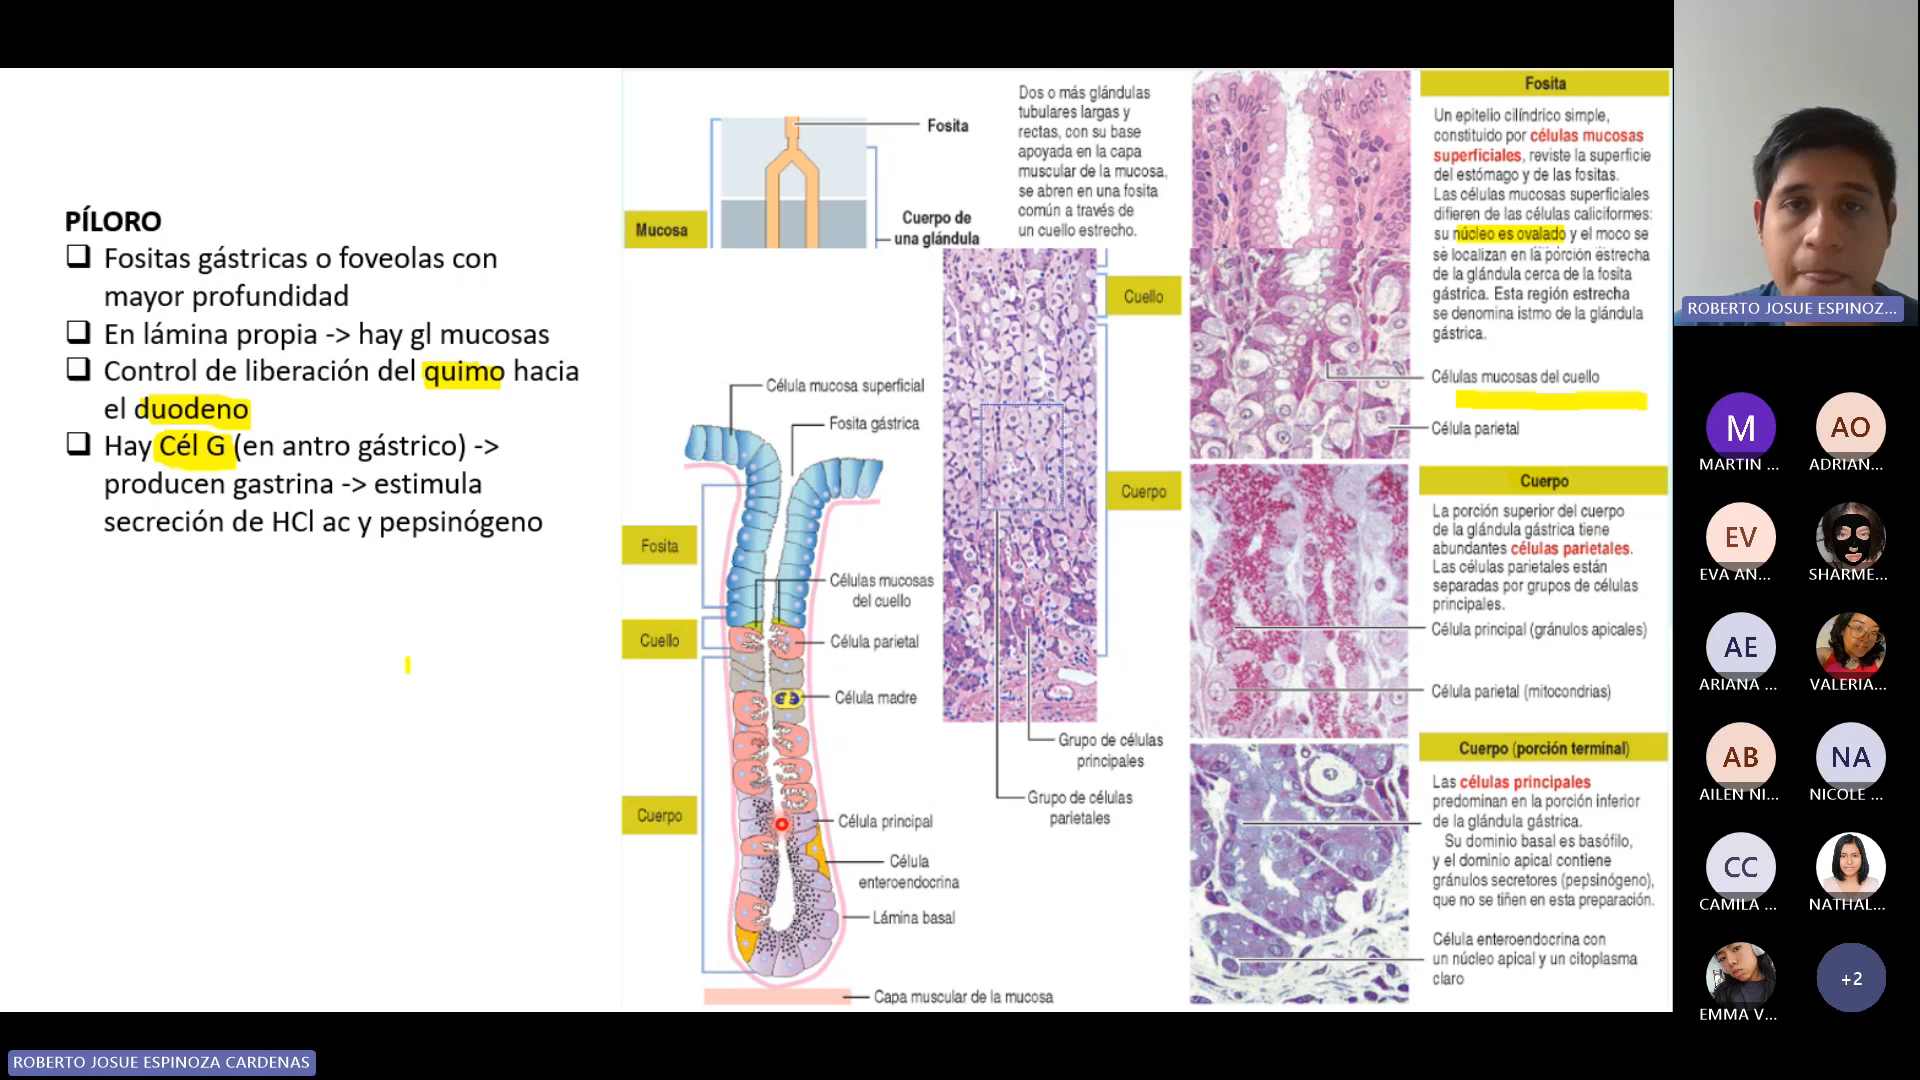 PÍLORO
Fositas gástricas o foveolas con
mayor profundidad
En lámina propia -> hay gl mucosas
Control de liberación del quimo hacia
el duodeno
Hay Cél G (en antro gástrico) ->
producen gastrina -> estimula
secreción de HCl ac y pepsinógeno
Mucosa
Fosita
Cuerpo de
una glándula
Dos o más glándulas
tubulares largas y
rectas, con su base
apoyada en la capa
muscular de la mucosa,
se abren en una fosita
común a través de
un cuello estrecho.
Cuello
Cuerpo
Célula mucosa superficial
Fosita gástrica
Fosita
Células mucosas
del cuello
Cuello
Célula parietal
Célula madre
Cuerpo
Célula principal
Célula
enteroendocrina
Lámina basal
Capa muscular de la mucosa
Grupo de células
principales
Grupo de células
parietales
Fosita
Un epitelio cilíndrico simple,
constituido por células mucosas
superficiales, reviste la superficie
del estómago y de las fositas.
Las células mucosas superficiales
difieren de las células caliciformes:
su núcleo es ovalado y el moco se
se localizan en la porción estrecha
de la glándula cerca de la fosita
gástrica. Esta región estrecha
se denomina istmo de la glándula
gástrica.
Células mucosas del cuello
Célula parietal
Cuerpo
La porción superior del cuerpo
de la glándula gástrica tiene
abundantes células parietales.
Las células parietales están
separadas por grupos de células
principales.
Célula principal (gránulos apicales)
Célula parietal (mitocondrias)
Cuerpo (porción terminal)
Las células principales
predominan en la porción inferior
de la glándula gástrica.
Su dominio basal es basófilo,
y el dominio apical contiene
gránulos secretores (pepsinógeno),
que no se tiñen en esta preparación.
Célula enteroendocrina con
un núcleo apical y un citoplasma
claro
ROBERTO JOSUE ESPINOZ...
M
MARTIN ...
AO
ADRIAN...
EV
EVA AN...
SHARME...
AE
ARIANA ...
VALERIA...
AB
AILEN NI...
NA
NICOLE ...
CC
CAMILA ...
NATHAL...
EMMA V...
+2
ROBERTO JOSUE ESPINOZA CARDENAS